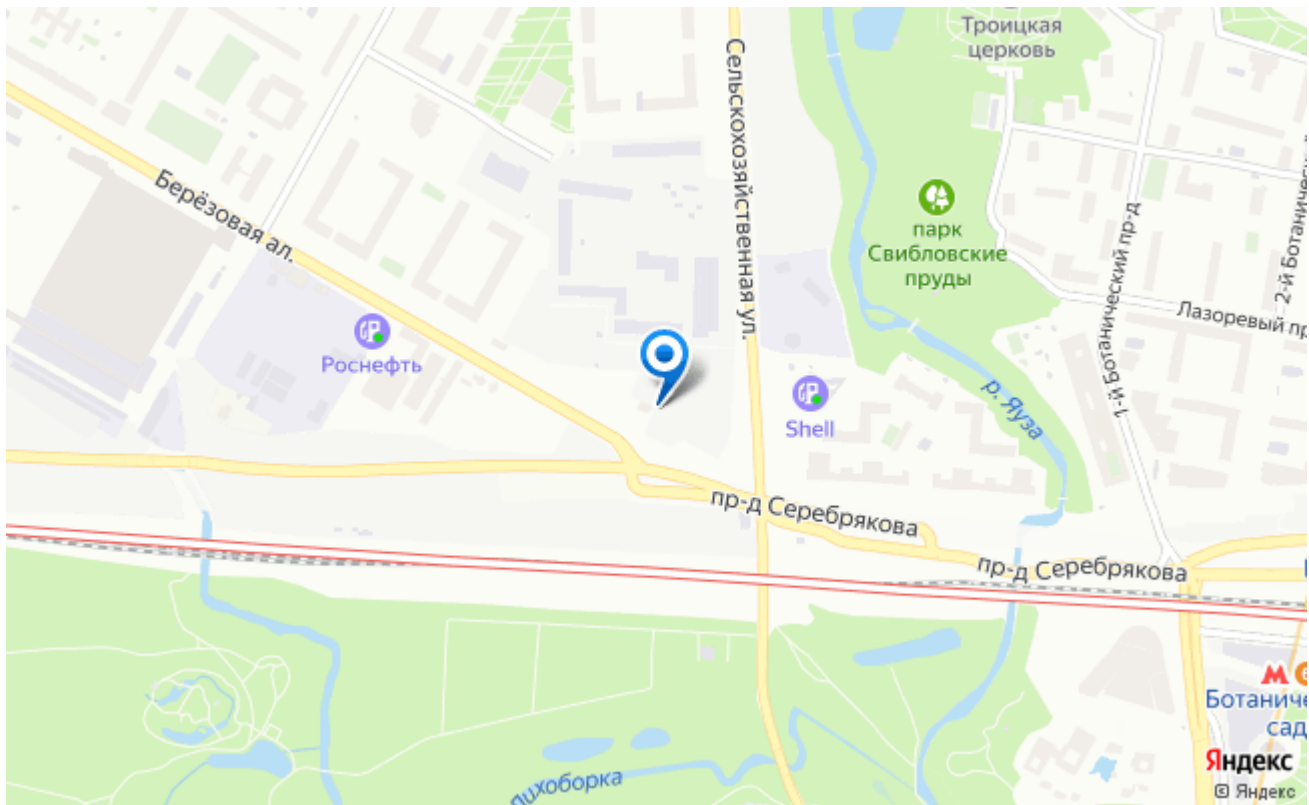 Троицкая
церковь
Сельскохозяйственная ул.
Берёзовая ал.
парк
Свибловские
пруды
1-й Ботанический пр-д
2-й Ботанический
Лазоревый пр
Роснефть
Shell
р. Яуза
пр-д Серебрякова
пр-д Серебрякова
Лихоборка
М
Ботаниче
сад
Яндекс
© Яндекс